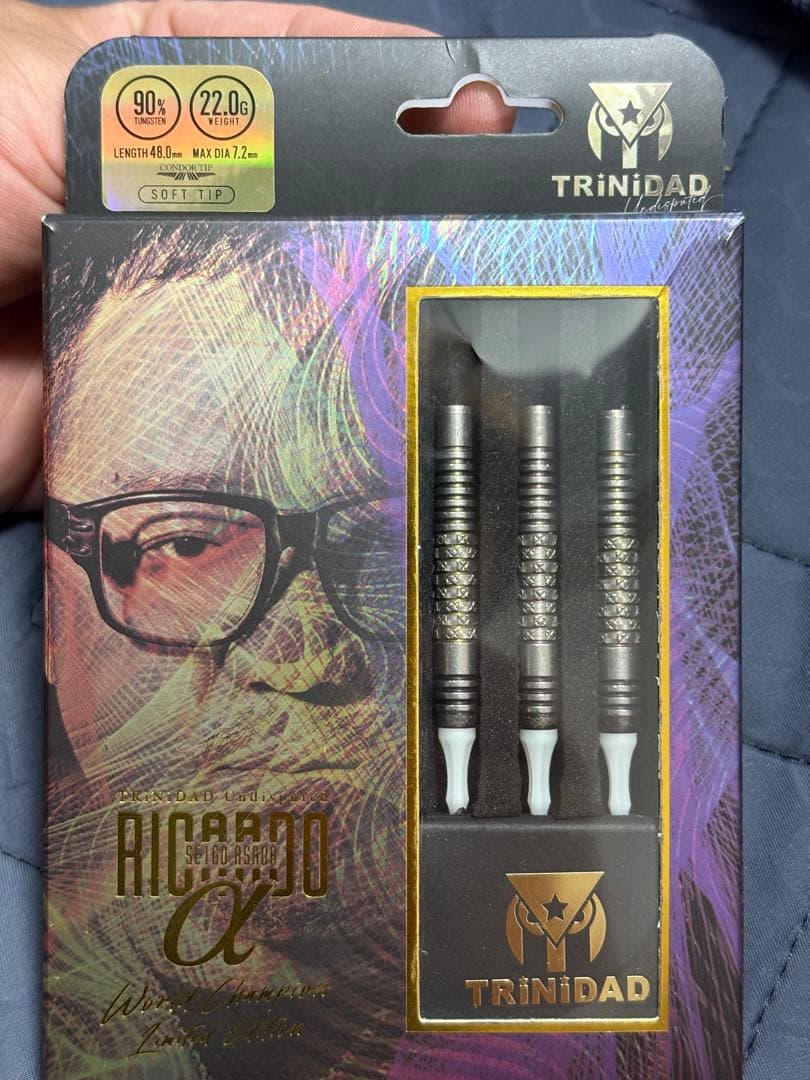 90%
TUNGSTEN
22.0G
WEIGHT
LENGTH 48.0mm MAX DIA 7.2mm
CONDOR TIP
SOFT TIP
TRiNiDAD
Undisputed
TRiNiDAD Undisputed
RICARDO
SEIGO ASADA
α
World Champion
Limited Edition
TRiNiDAD